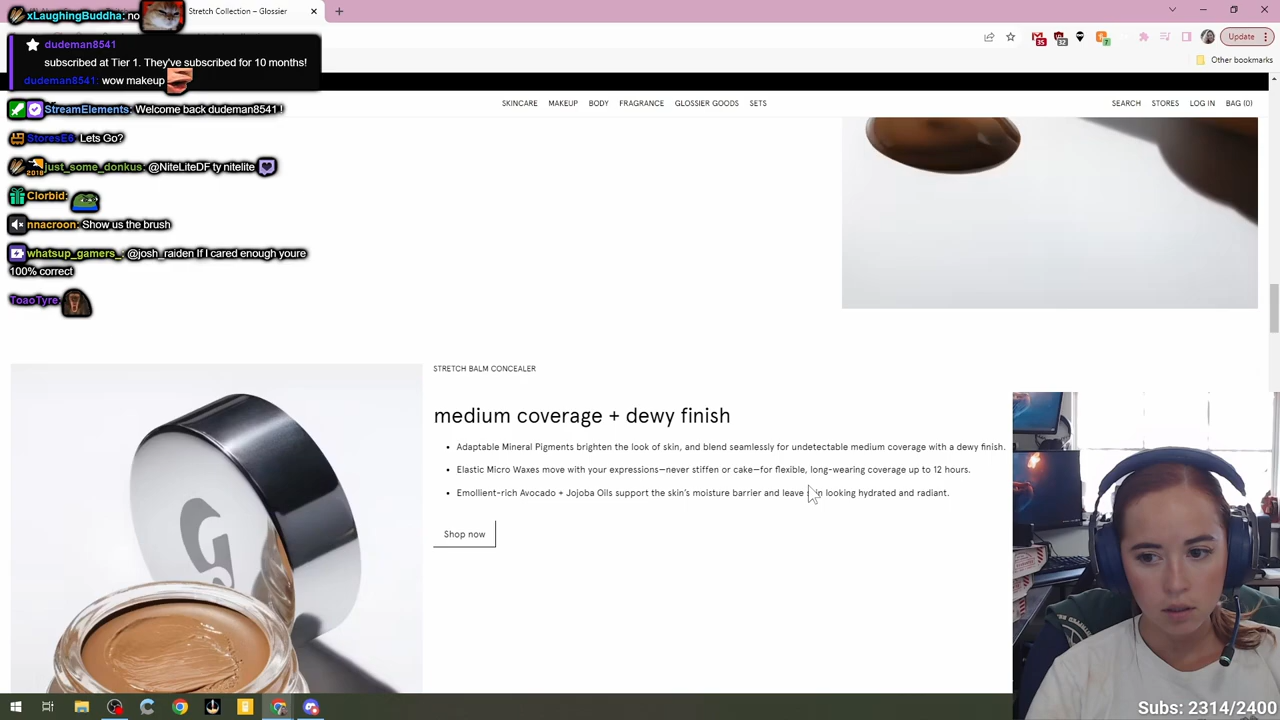 xLaughingBuddha: no
Stretch Collection – Glossier
dudeman8541
subscribed at Tier 1. They've subscribed for 10 months!
dudeman8541: wow makeup
StreamElements: Welcome back dudeman8541 !
StoresE6: Lets Go?
2018
just_some_donkus: @NiteLiteDF ty nitelite
Clorbid:
nnacroon: Show us the brush
whatsup_gamers_: @josh_raiden If I cared enough youre
100% correct
ToaoTyre:
35
32
7
Update
Other bookmarks
SKINCARE MAKEUP BODY FRAGRANCE GLOSSIER GOODS SETS
SEARCH STORES LOG IN BAG (0)
STRETCH BALM CONCEALER
medium coverage + dewy finish
• Adaptable Mineral Pigments brighten the look of skin, and blend seamlessly for undetectable medium coverage with a dewy finish.
• Elastic Micro Waxes move with your expressions—never stiffen or cake—for flexible, long-wearing coverage up to 12 hours.
• Emollient-rich Avocado + Jojoba Oils support the skin's moisture barrier and leave looking hydrated and radiant.
Shop now
G
Subs: 2314/2400